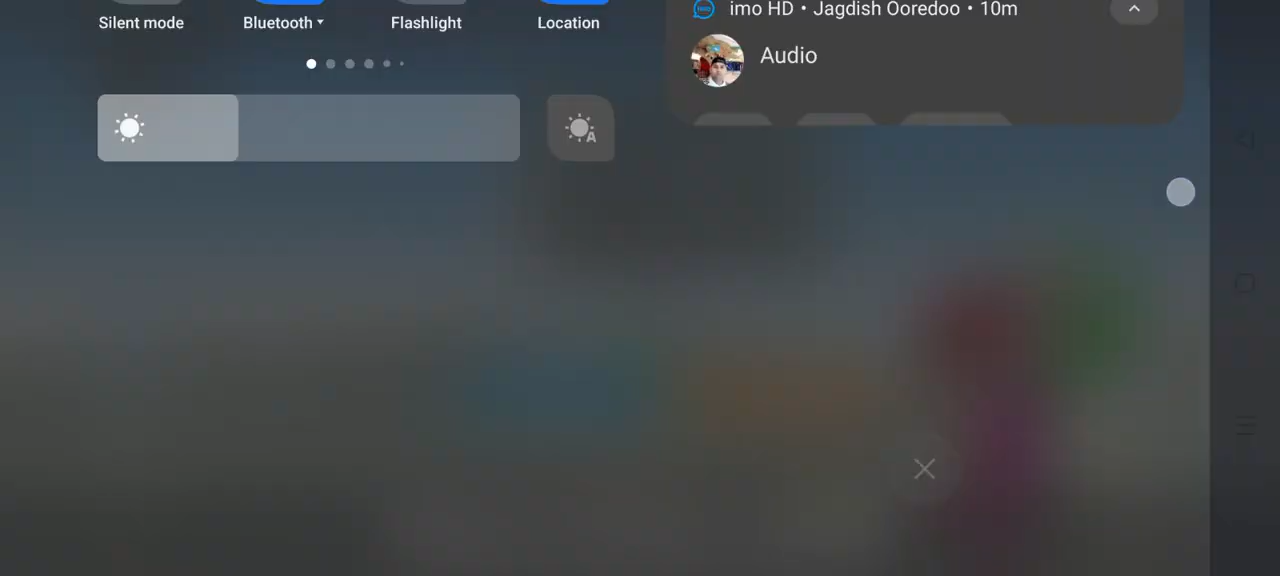 Silent mode
Bluetooth
Flashlight
Location
imo HD • Jagdish Ooredoo • 10m
Audio
A